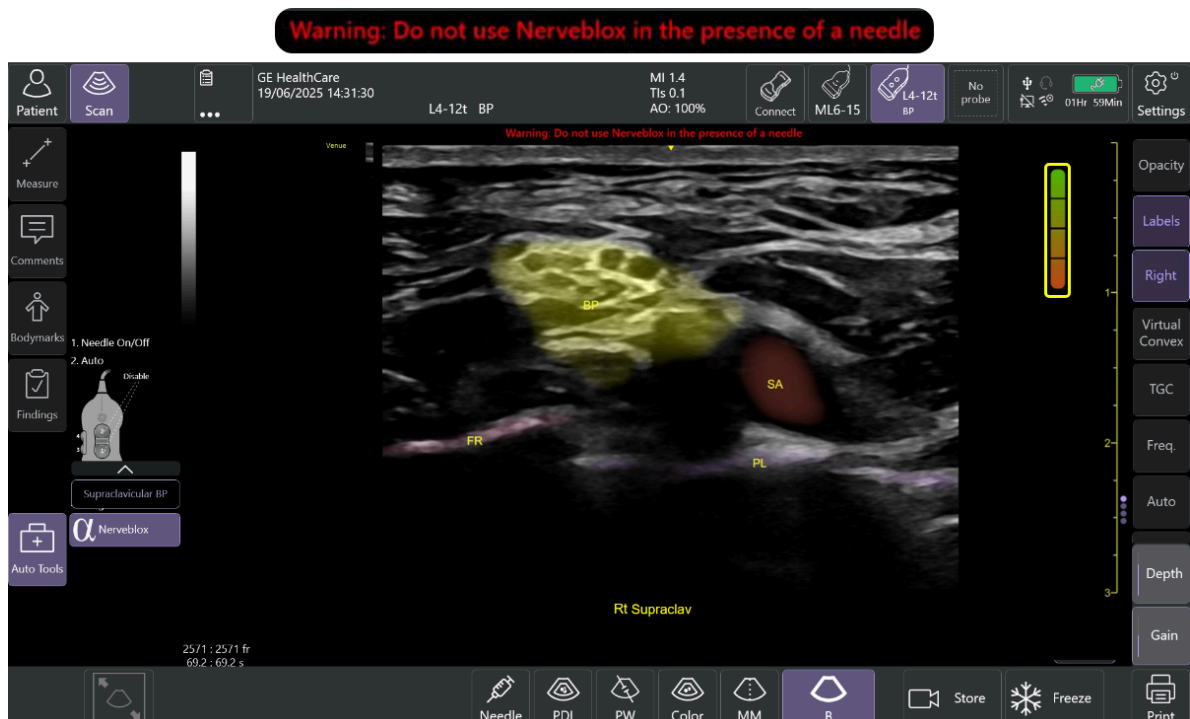 Warning: Do not use Nerveblox in the presence of a needle
Patient
Scan
GE HealthCare
19/06/2025 14:31:30
L4-12t BP
MI 1.4
TIs 0.1
AO: 100%
Connect
ML6-15
L4-12t
BP
No
probe
01Hr 59Min
Settings
Warning: Do not use Nerveblox in the presence of a needle
Venue
Measure
Comments
Bodymarks
Findings
Auto Tools
1. Needle On/Off
2. Auto
Disable
4
3
Supraclavicular BP
α Nerveblox
BP
SA
FR
PL
1
2
3
Rt Supraclav
Opacity
Labels
Right
Virtual
Convex
TGC
Freq.
Auto
Depth
Gain
2571 : 2571 fr
69.2 : 69.2 s
Needle
PDI
PW
Color
MM
B
Store
Freeze
Print